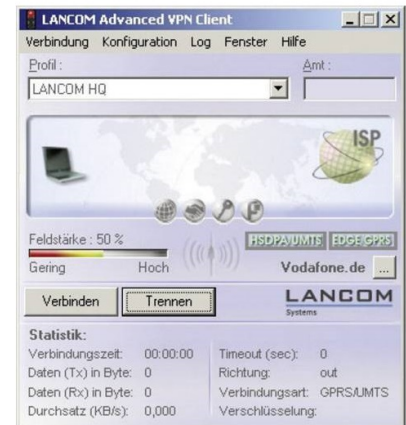 LANCOM Advanced VPN Client
Verbindung Konfiguration Log Fenster Hilfe
Profil : Amt :
LANCOM HQ
ISP
Feldstärke : 50 % HSDPA/UMTS EDGE/GPRS
Gering Hoch Vodafone.de ...
Verbinden Trennen LANCOM
Systems
Statistik:
Verbindungszeit: 00:00:00 Timeout (sec): 0
Daten (Tx) in Byte: 0 Richtung: out
Daten (Rx) in Byte: 0 Verbindungsart: GPRS/UMTS
Durchsatz (KB/s): 0,000 Verschlüsselung: